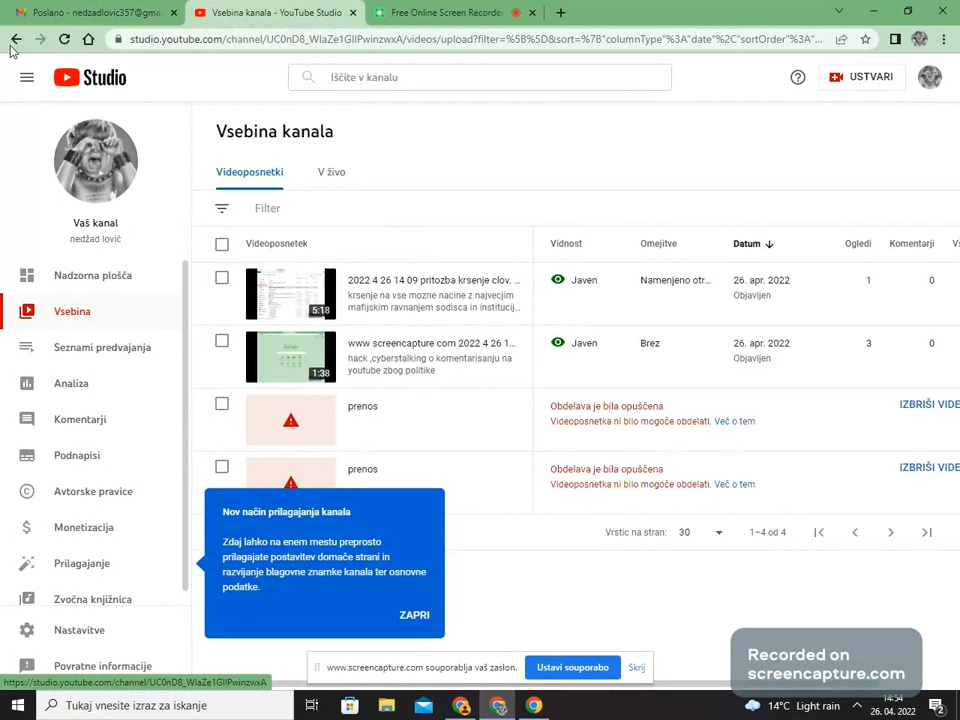 Poslano - nedzadlovic357@gma
Vsebina kanala - YouTube Studio
Free Online Screen Recorde
studio.youtube.com/channel/UC0nD8_WlaZe1GIIPwinzwxA/videos/upload?filter=%5B%5D&sort=%7B"columnType"%3A"date"%2C"sortOrder"%3A"...
Studio
Iščite v kanalu
USTVARI
Vsebina kanala
Videoposnetki
V živo
Vaš kanal
nedžad lović
Filter
Videoposnetek
Vidnost
Omejitve
Datum
Ogledi
Komentarji
Vš
Nadzorna plošča
Vsebina
Seznami predvajanja
Analiza
Komentarji
Podnapisi
Avtorske pravice
Monetizacija
Prilagajanje
Zvočna knjižnica
Nastavitve
Povratne informacije
5:18
2022 4 26 14 09 pritozba krsenje clov. ...
krsenje na vse mozne nacine z najvecjim
mafijskim ravnanjem sodisca in institucij...
Javen
Namenjeno otr...
26. apr. 2022
Objavljen
1
0
1:38
www screencapture com 2022 4 26 1...
hack ,cyberstalking o komentarisanju na
youtube zbog politike
Javen
Brez
26. apr. 2022
Objavljen
3
0
prenos
Obdelava je bila opuščena
Videoposnetka ni bilo mogoče obdelati. Več o tem
IZBRIŠI VIDE
prenos
Obdelava je bila opuščena
Videoposnetka ni bilo mogoče obdelati. Več o tem
IZBRIŠI VIDE
Vrstic na stran:
30
1–4 od 4
Nov način prilagajanja kanala
Zdaj lahko na enem mestu preprosto
prilagajate postavitev domače strani in
razvijanje blagovne znamke kanala ter osnovne
podatke.
ZAPRI
www.screencapture.com souporablja vaš zaslon.
Ustavi souporabo
Skrij
Recorded on
screencapture.com
https://studio.youtube.com/channel/UC0nD8_WlaZe1GIIPwinzwxA
Tukaj vnesite izraz za iskanje
14°C Light rain
14:54
26. 04. 2022
2